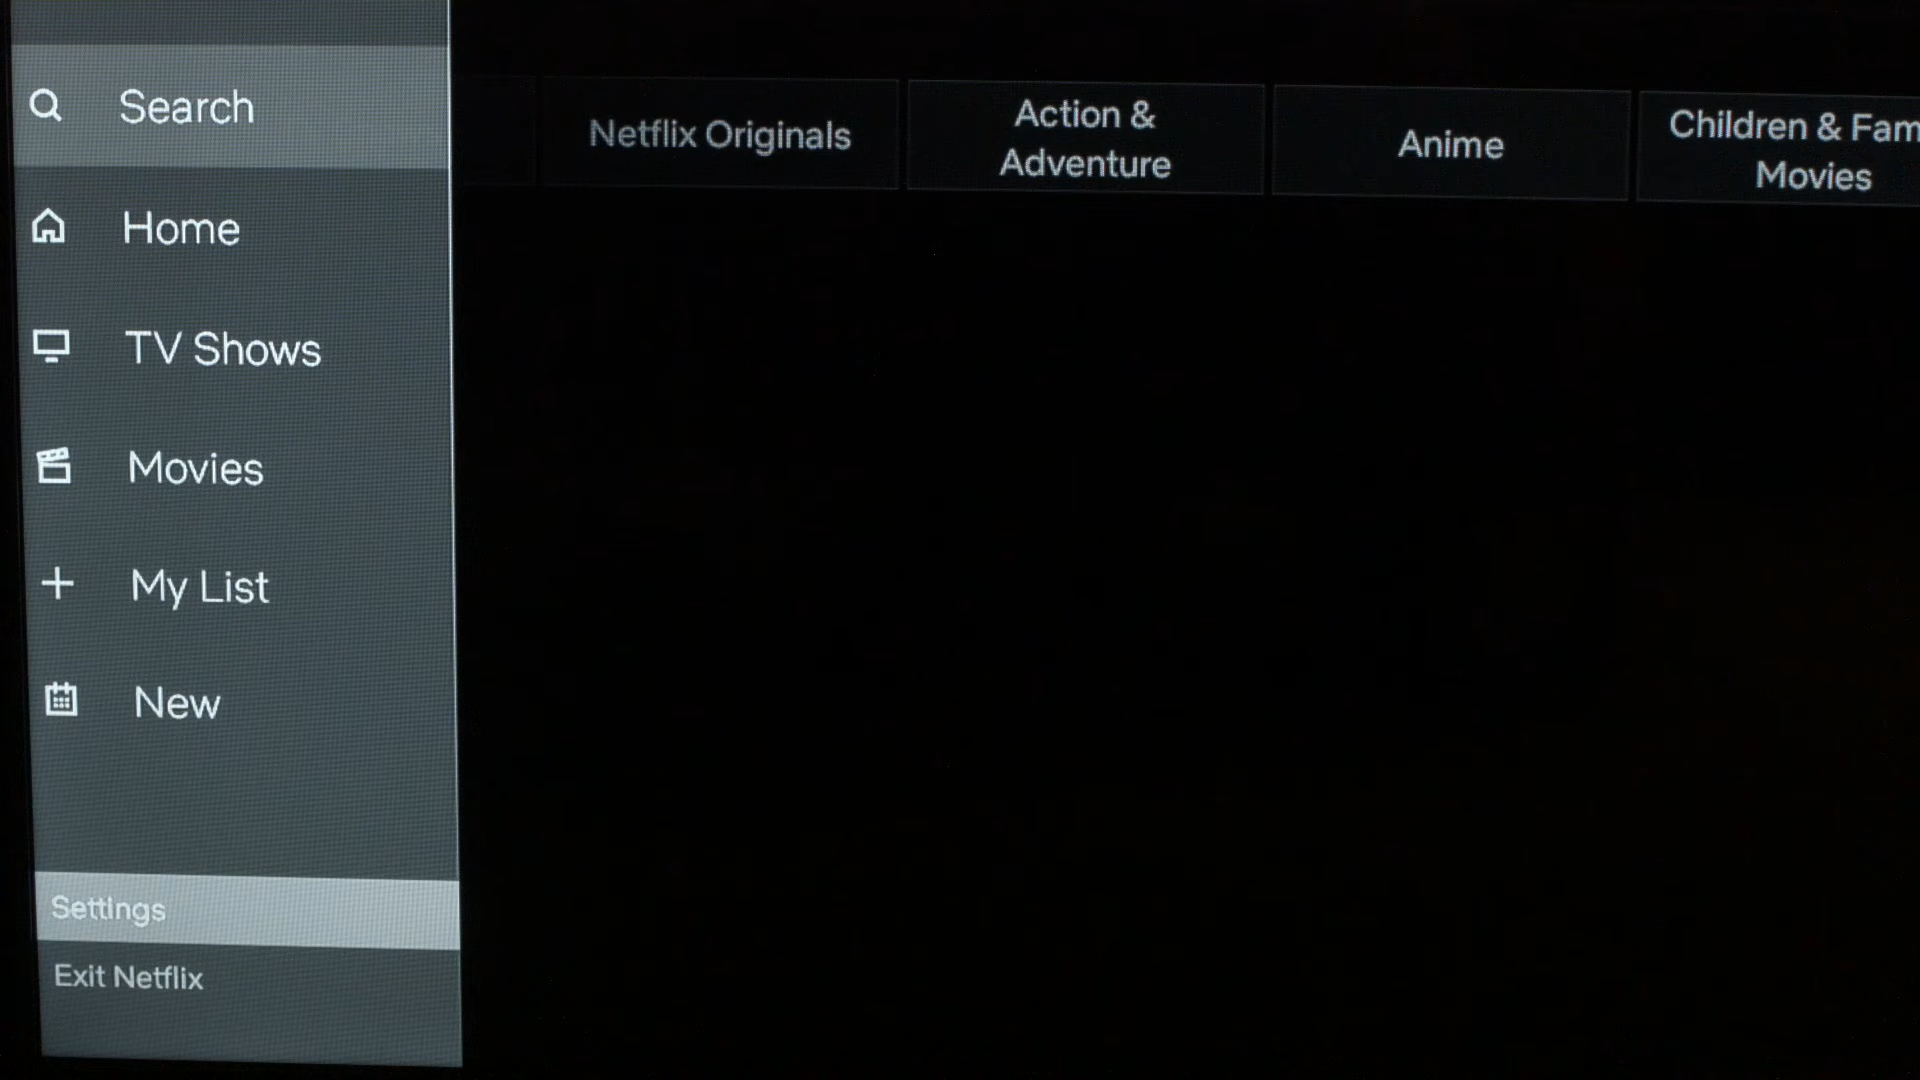 Search
Home
TV Shows
Movies
My List
New
Settings
Exit Netflix
Netflix Originals
Action &
Adventure
Anime
Children & Fam
Movies